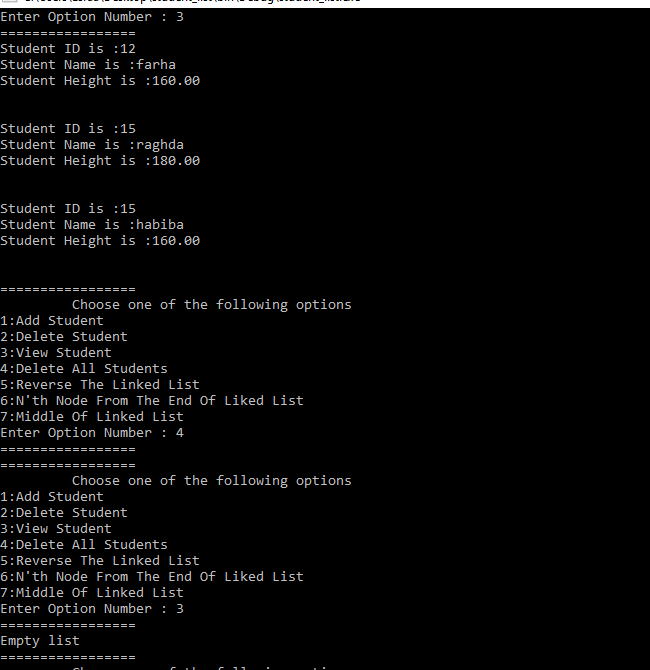 Enter Option Number : 3
=================
Student ID is :12
Student Name is :farha
Student Height is :160.00
Student ID is :15
Student Name is :raghda
Student Height is :180.00
Student ID is :15
Student Name is :habiba
Student Height is :160.00
=================
Choose one of the following options
1:Add Student
2:Delete Student
3:View Student
4:Delete All Students
5:Reverse The Linked List
6:N'th Node From The End Of Liked List
7:Middle Of Linked List
Enter Option Number : 4
=================
=================
Choose one of the following options
1:Add Student
2:Delete Student
3:View Student
4:Delete All Students
5:Reverse The Linked List
6:N'th Node From The End Of Liked List
7:Middle Of Linked List
Enter Option Number : 3
=================
Empty list
=================
Choose one of the following